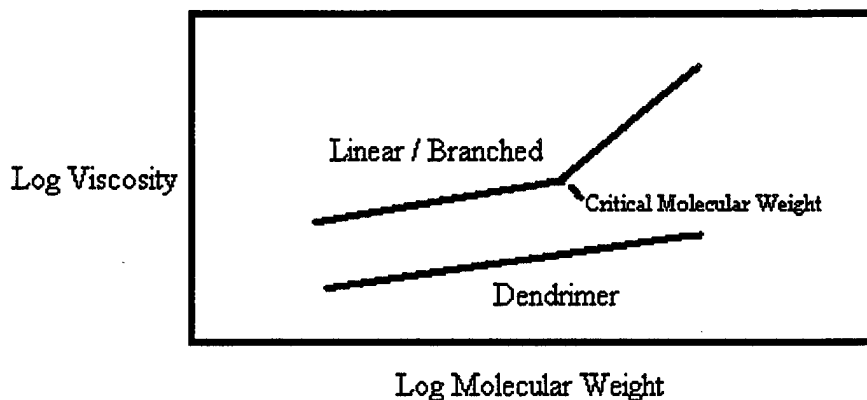 Linear / Branched
Log Viscosity
Critical Molecular Weight
Dendrimer
Log Molecular Weight